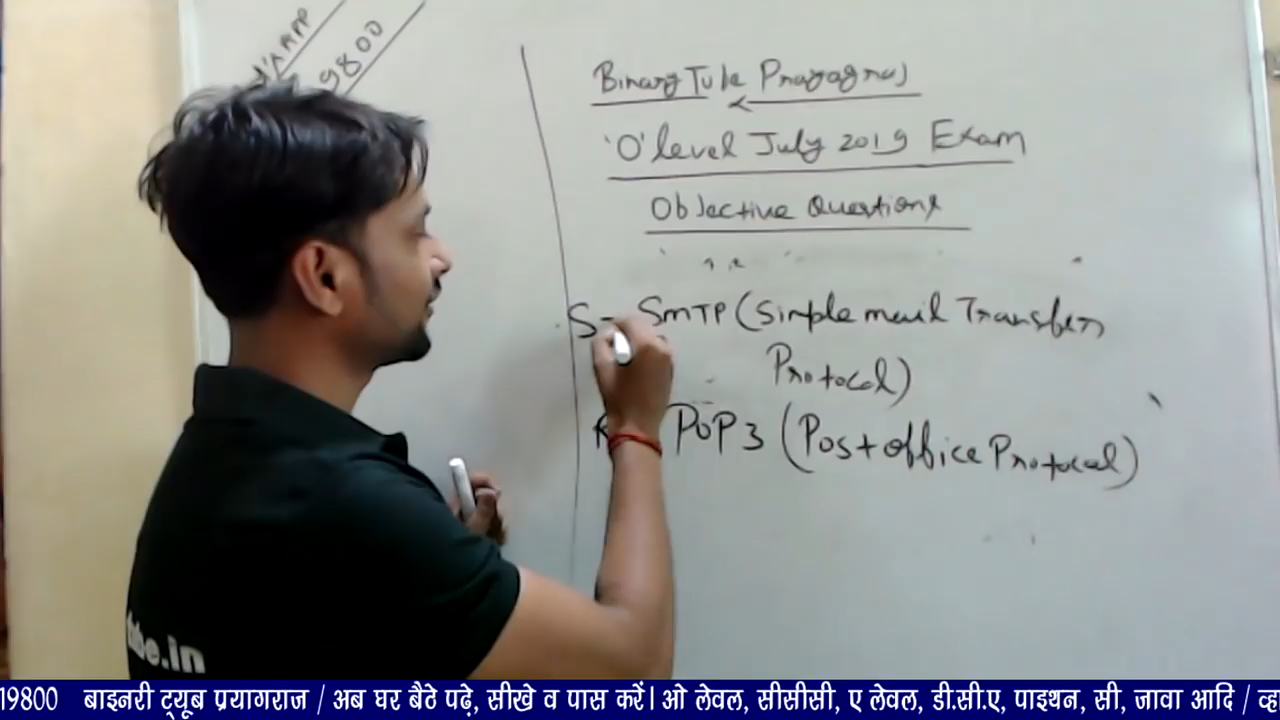 9800
Binary Tube Prayagraj
'O' level July 2019 Exam
Objective Questions
S- SMTP (Simple mail Transfer
Protocol)
R POP3 (Post office Protocol)
be.in
19800 बाइनरी ट्यूब प्रयागराज / अब घर बैठे पढ़े, सीखे व पास करें। ओ लेवल, सीसीसी, ए लेवल, डी.सी.ए, पाइथन, सी, जावा आदि / व्हा